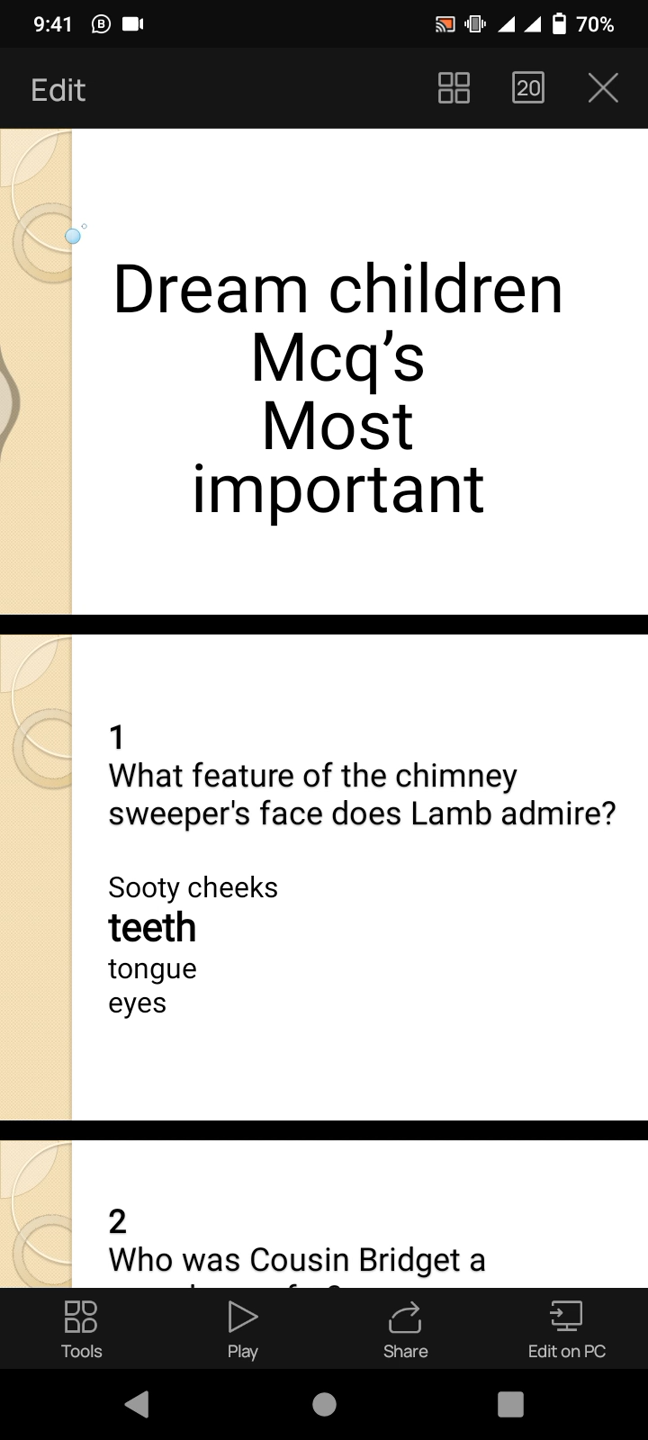 9:41
70%
Edit
20
Dream children
Mcq’s
Most
important
1
What feature of the chimney
sweeper's face does Lamb admire?
Sooty cheeks
teeth
tongue
eyes
2
Who was Cousin Bridget a
Tools
Play
Share
Edit on PC